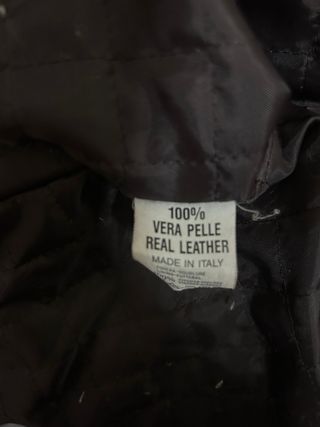 100%
VERA PELLE
REAL LEATHER
MADE IN ITALY